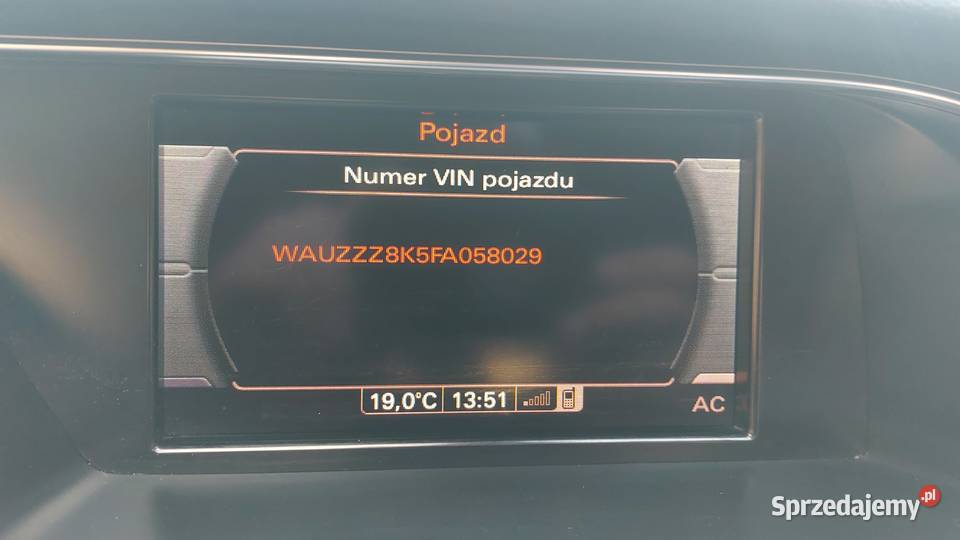 Pojazd
Numer VIN pojazdu
WAUZZZ8K5FA058029
19,0°C 13:51
AC
Sprzedajemy.pl